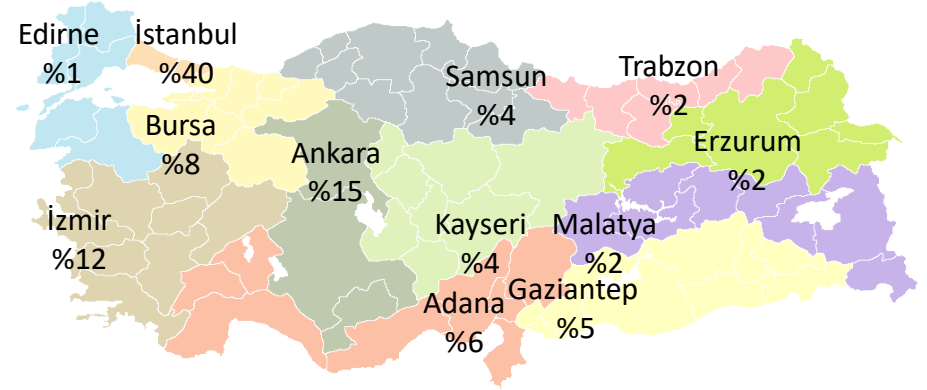 Edirne
%1
İstanbul
%40
Samsun
%4
Trabzon
%2
Bursa
%8
Ankara
%15
Erzurum
%2
İzmir
%12
Kayseri
%4
Malatya
%2
Adana
%6
Gaziantep
%5